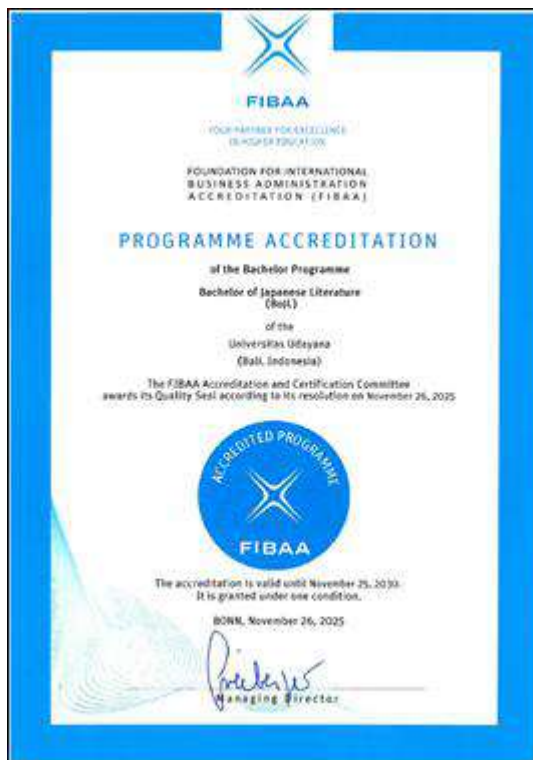 FIBAA
YOUR PARTNER FOR EXCELLENCE
IN HIGHER EDUCATION
FOUNDATION FOR INTERNATIONAL
BUSINESS ADMINISTRATION
ACCREDITATION (FIBAA)
PROGRAMME ACCREDITATION
of the Bachelor Programme
Bachelor of Japanese Literature
of the
Universitas Udayana
(Bali, Indonesia)
The FIBAA Accreditation and Certification Committee
awards its Quality Seal according to its resolution on November 26, 2025
ACCREDITED PROGRAMME
FIBAA
The accreditation is valid until November 25, 2030.
It is granted under one condition.
BONN, November 26, 2025
Managing Director